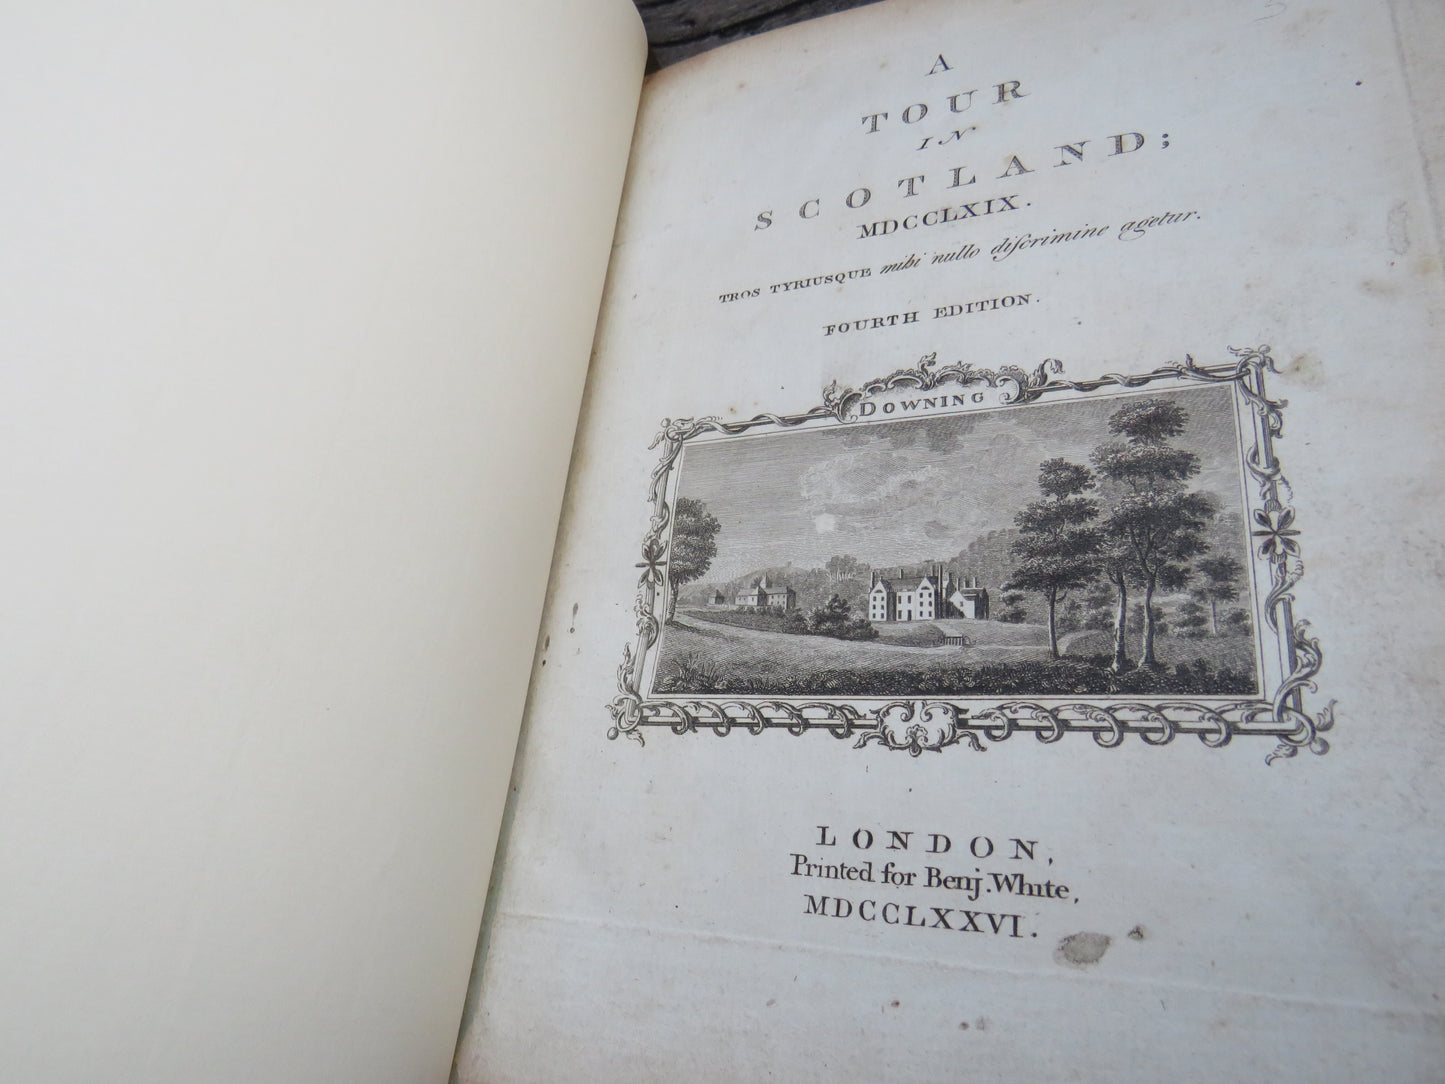 A
TOUR
IN
SCOTLAND;
MDCCLXIX.
TROS TYRIUSQUE mihi nullo diſcrimine agetur.
FOURTH EDITION.
DOWNING
LONDON,
Printed for Benj. White,
MDCCLXXVI.